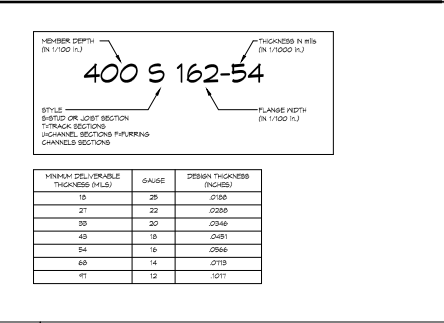 MEMBER DEPTH
(IN 1/100 in.)
THICKNESS IN mils
(IN 1/1000 in.)
400 S 162-54
STYLE
S=STUD OR JOIST SECTION
T=TRACK SECTIONS
U=CHANNEL SECTIONS F=FURRING
CHANNELS SECTIONS
FLANGE WIDTH
(IN 1/100 in.)
MINIMUM DELIVERABLE THICKNESS (MILS) GAUGE DESIGN THICKNESS (INCHES)
18 25 .0188
27 22 .0288
33 20 .0346
43 18 .0451
54 16 .0566
68 14 .0713
97 12 .1017